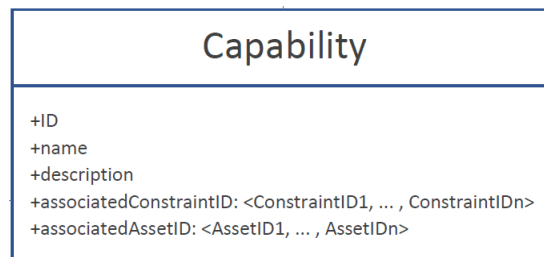 Capability
+ID
+name
+description
+associatedConstraintID: <ConstraintID1, ... , ConstraintIDn>
+associatedAssetID: <AssetID1, ... , AssetIDn>